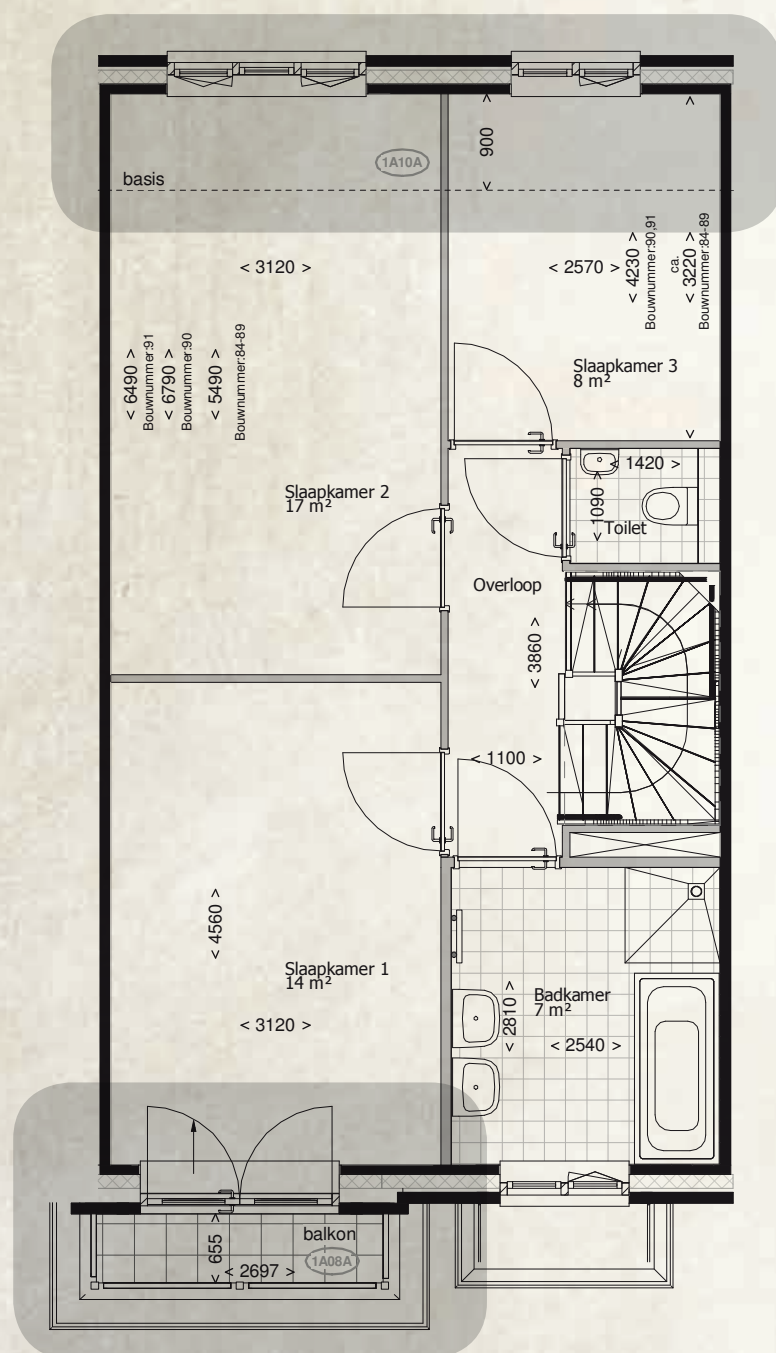 900
1A10A
basis
< 3120 >
< 2570 >
< 4230 >
Bouwnummer:90,91
ca.
< 3220 >
Bouwnummer:84-89
< 6490 >
Bouwnummer:91
< 6790 >
Bouwnummer:90
< 5490 >
Bouwnummer:84-89
Slaapkamer 3
8 m²
Slaapkamer 2
17 m²
< 1420 >
<1090 >
Toilet
Overloop
< 3860 >
< 1100 >
< 4560 >
Slaapkamer 1
14 m²
< 3120 >
Badkamer
7 m²
< 2810 >
< 2540 >
balkon
655
< 2697 >
1A08A